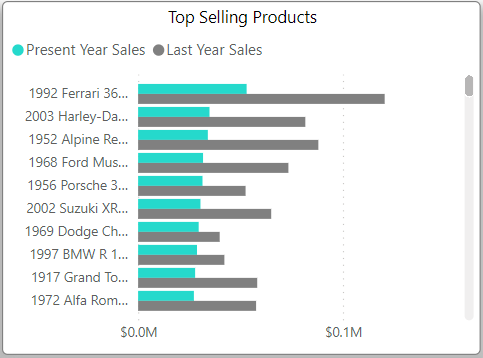 Top Selling Products
Present Year Sales Last Year Sales
1992 Ferrari 36...
2003 Harley-Da...
1952 Alpine Re...
1968 Ford Mus...
1956 Porsche 3...
2002 Suzuki XR...
1969 Dodge Ch...
1997 BMW R 1...
1917 Grand To...
1972 Alfa Rom...
$0.0M $0.1M